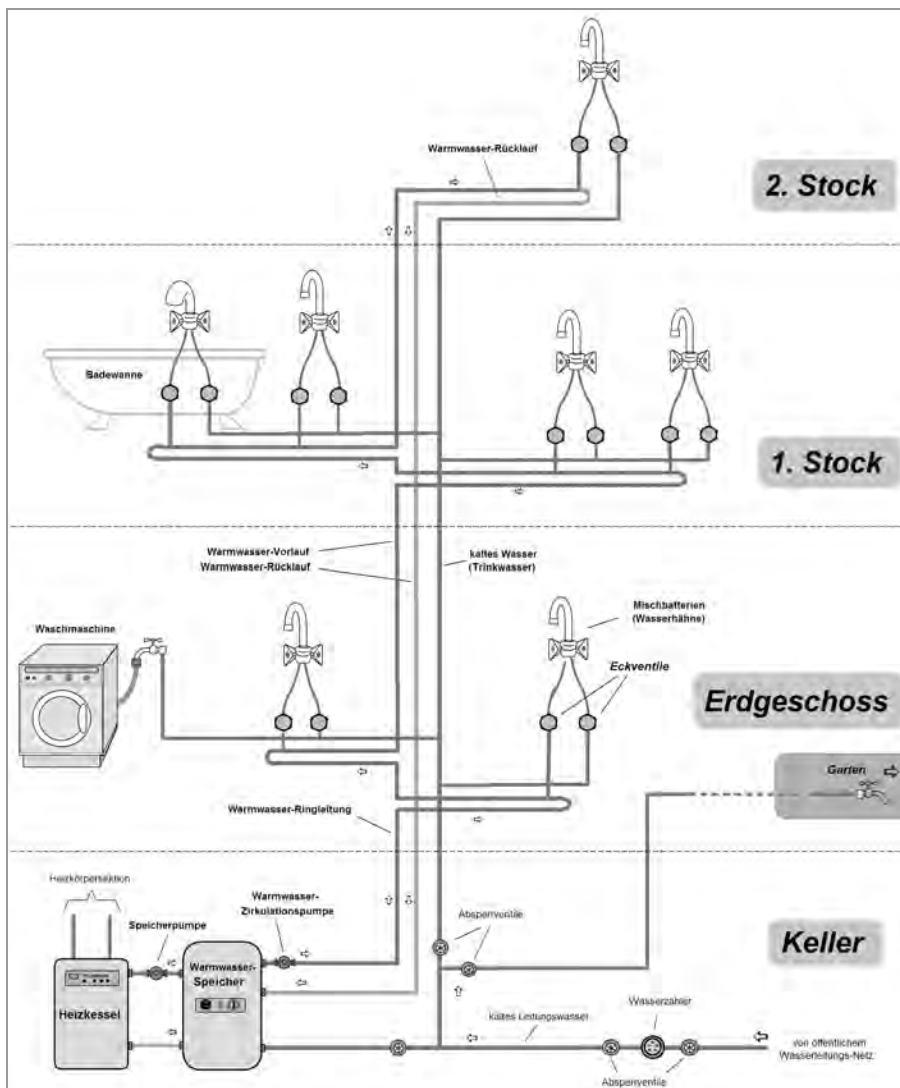 Warmwasser-Rücklauf
2. Stock
Badewanne
1. Stock
Warmwasser-Vorlauf
Warmwasser-Rücklauf
kaltes Wasser
(Trinkwasser)
Mischbatterien
(Wasserhähne)
Waschmaschine
Eckventile
Erdgeschoss
Garten
Warmwasser-Ringleitung
Heizkörpersektion
Warmwasser-
Zirkulationspumpe
Speicherpumpe
Absperrventile
Keller
Warmwasser-
Speicher
Heizkessel
kaltes Leitungswasser
Wasserzähler
von öffentlichem
Wasserleitungs-Netz
Absperrventile